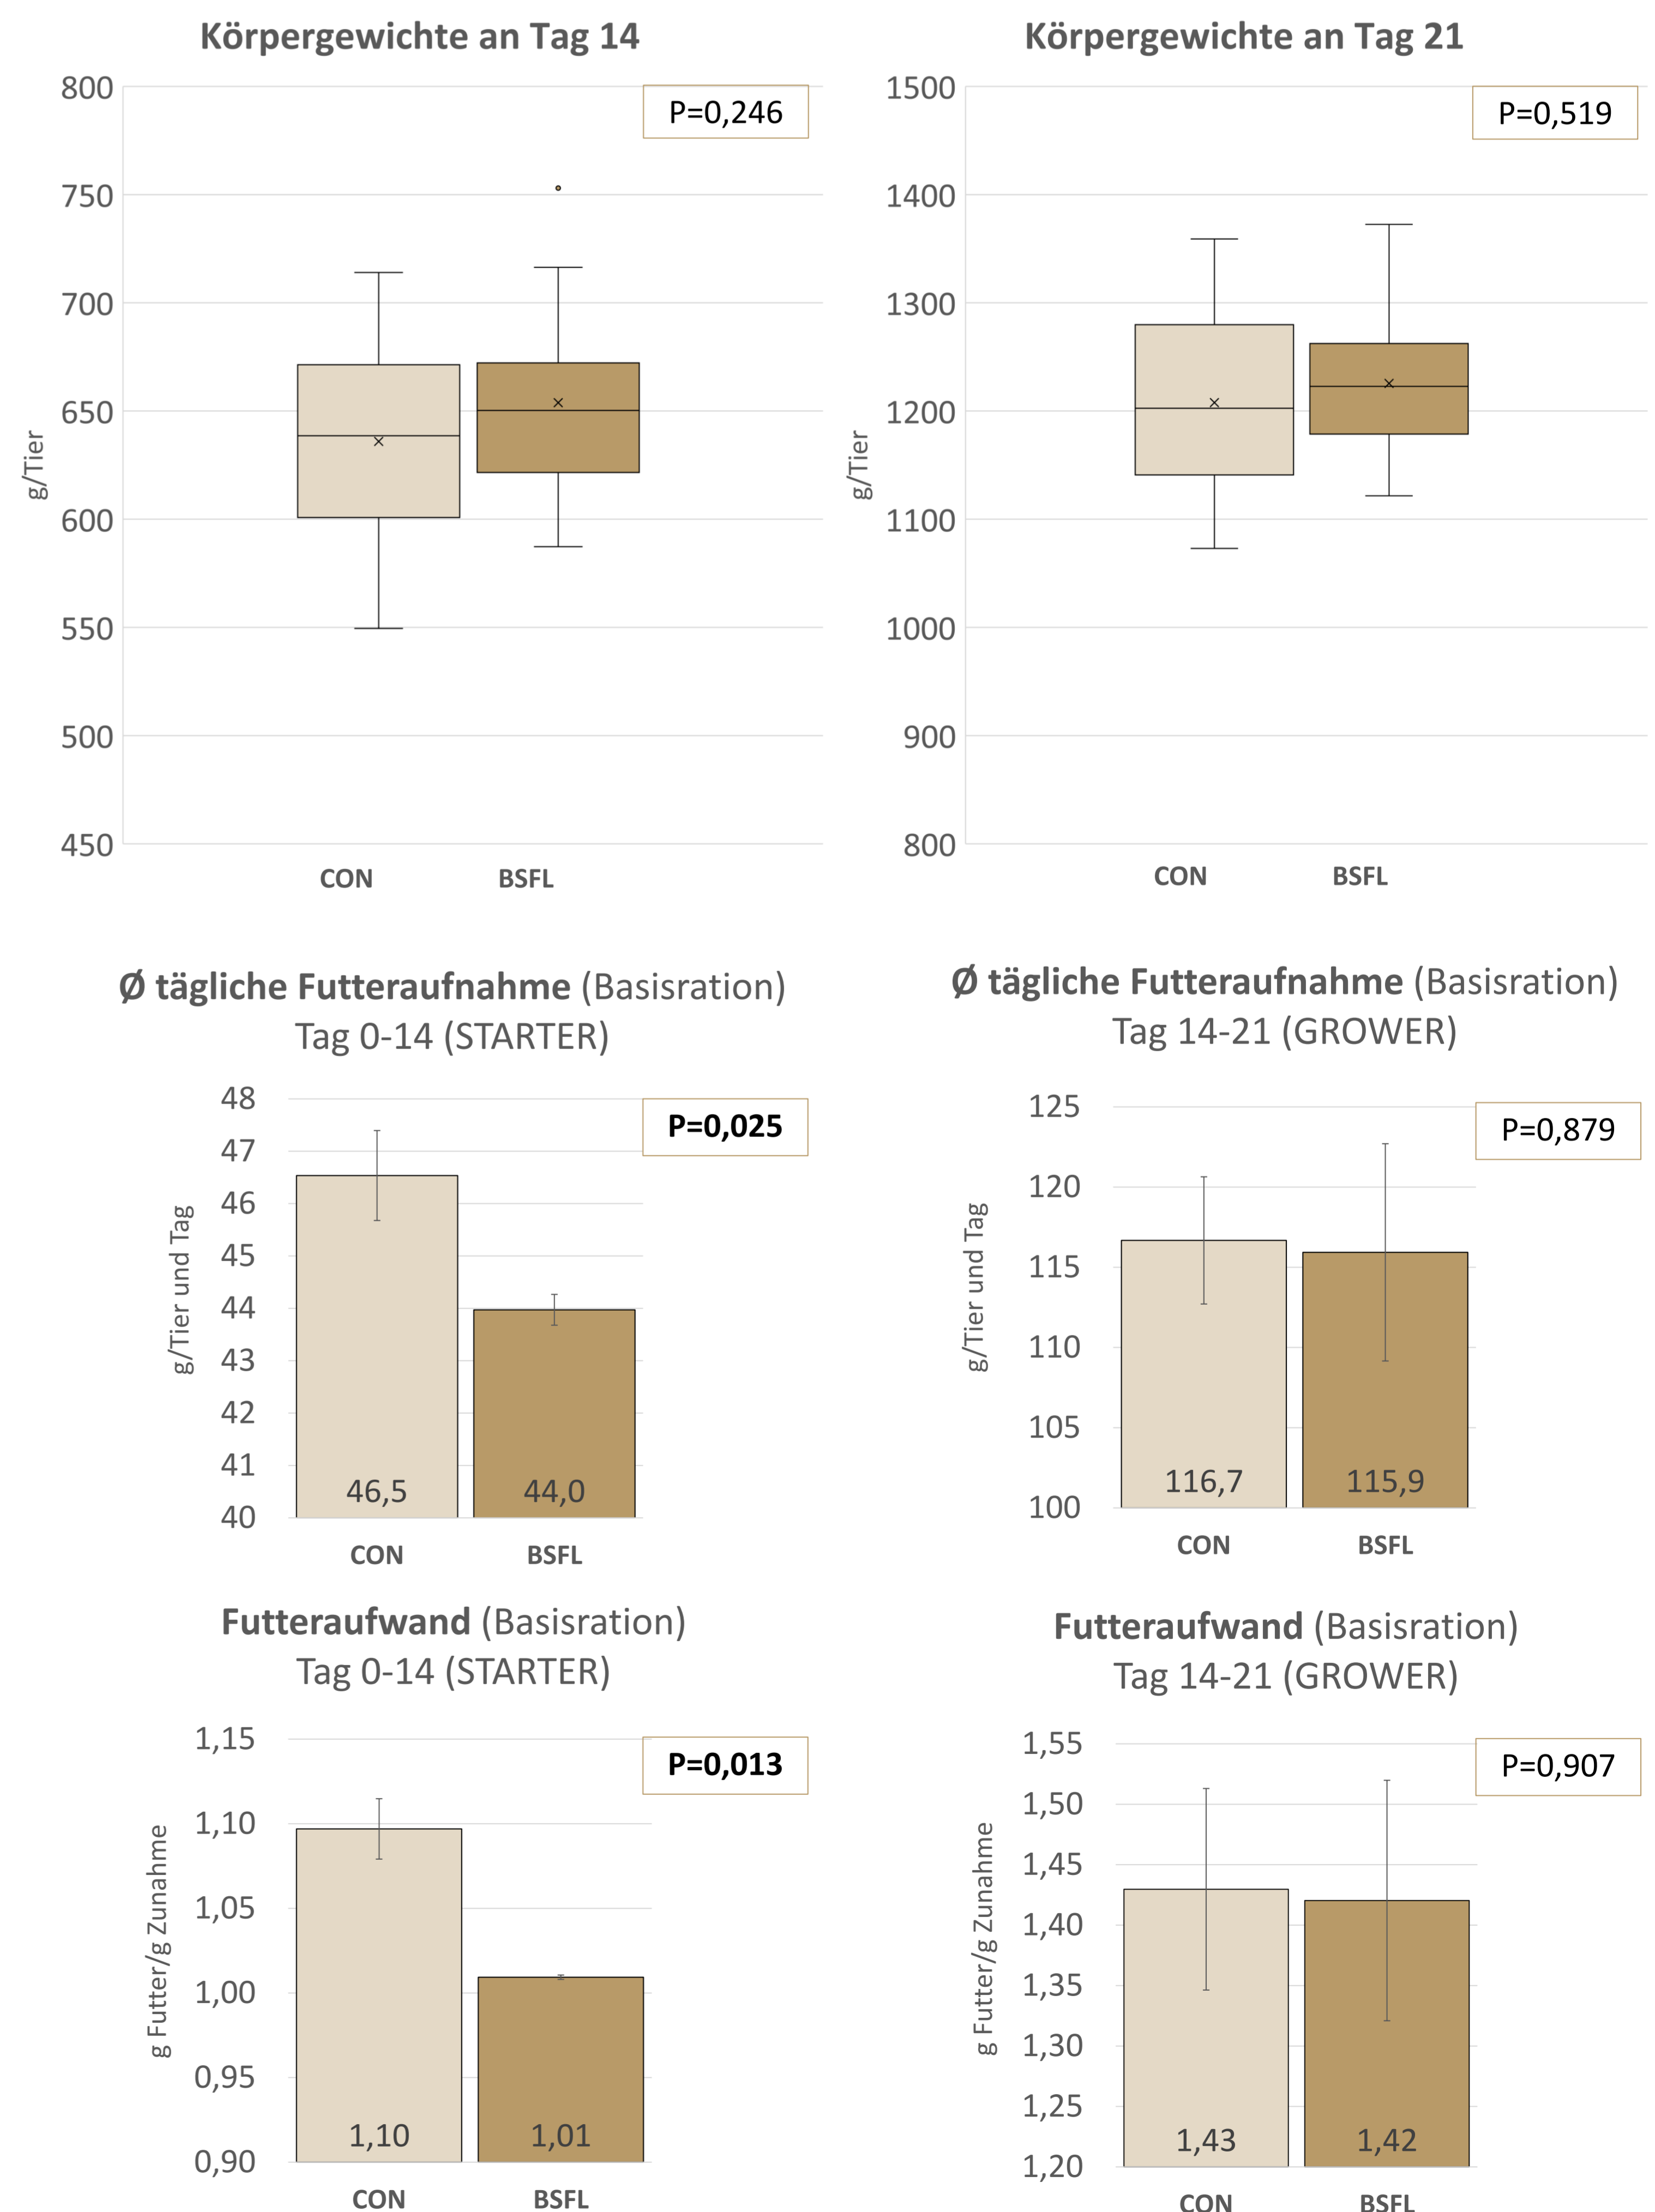 Körpergewichte an Tag 14
P=0,246
800
750
700
650
600
550
500
450
g/Tier
CON BSFL
Körpergewichte an Tag 21
P=0,519
1500
1400
1300
1200
1100
1000
900
800
g/Tier
CON BSFL
Ø tägliche Futteraufnahme (Basisration)
Tag 0-14 (STARTER)
P=0,025
48
47
46
45
44
43
42
41
40
g/Tier und Tag
46,5 44,0
CON BSFL
Ø tägliche Futteraufnahme (Basisration)
Tag 14-21 (GROWER)
P=0,879
125
120
115
110
105
100
g/Tier und Tag
116,7 115,9
CON BSFL
Futteraufwand (Basisration)
Tag 0-14 (STARTER)
P=0,013
1,15
1,10
1,05
1,00
0,95
0,90
g Futter/g Zunahme
1,10 1,01
CON BSFL
Futteraufwand (Basisration)
Tag 14-21 (GROWER)
P=0,907
1,55
1,50
1,45
1,40
1,35
1,30
1,25
1,20
g Futter/g Zunahme
1,43 1,42
CON BSFL